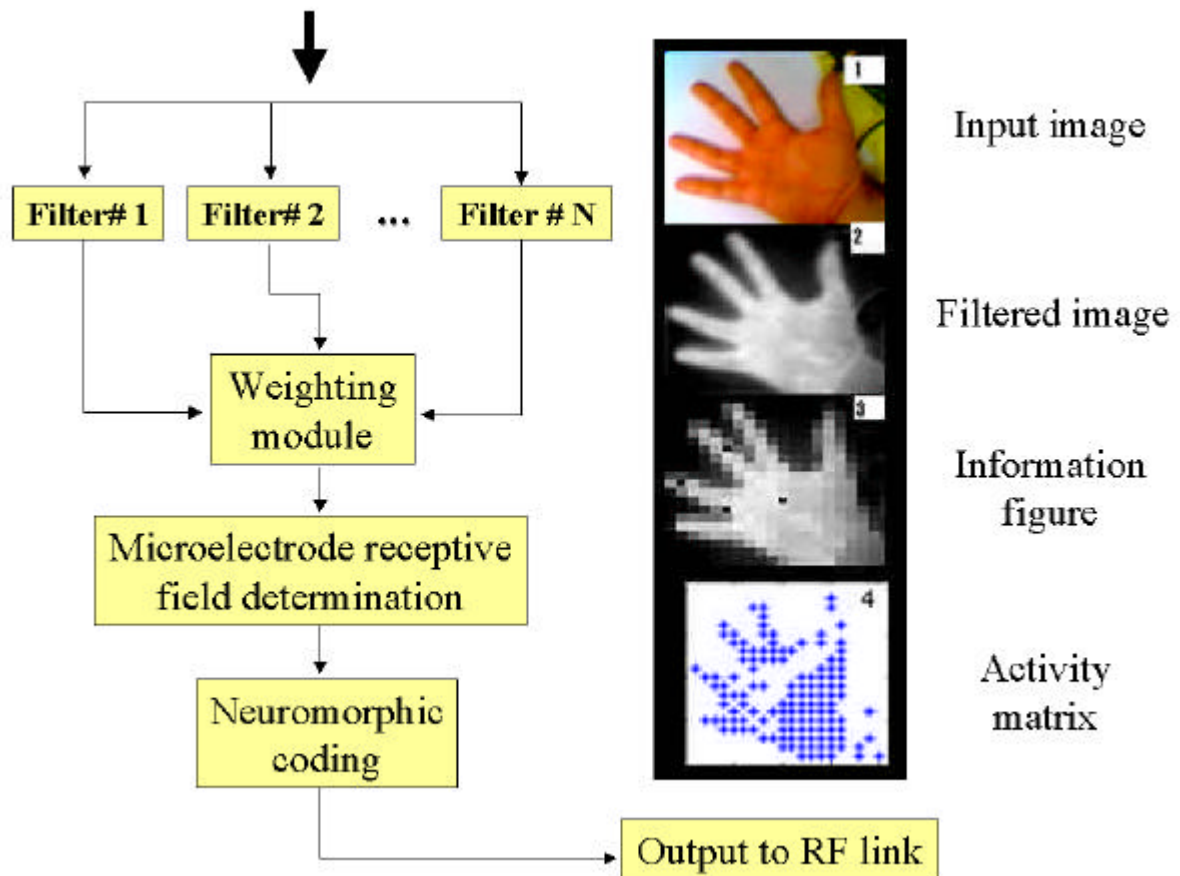 Filter# 1
Filter# 2
...
Filter # N
Weighting
module
Microelectrode receptive
field determination
Neuromorphic
coding
Output to RF link
1
Input image
2
Filtered image
3
Information
figure
4
Activity
matrix